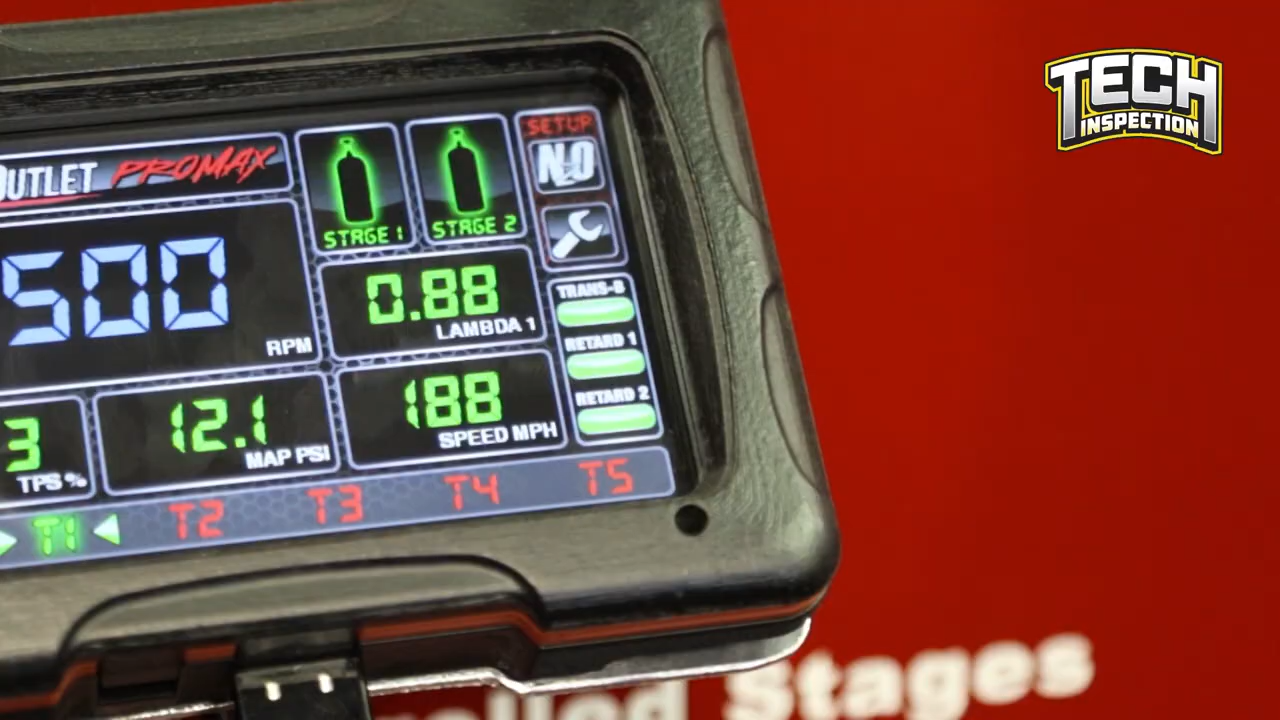 TECH
INSPECTION
OUTLET PROMAX
STAGE 1
STAGE 2
SETUP
N2O
500
RPM
0.88
LAMBDA 1
TRANS-B
RETARD 1
RETARD 2
3
TPS %
12.1
MAP PSI
188
SPEED MPH
T1 T2 T3 T4 T5
Stages